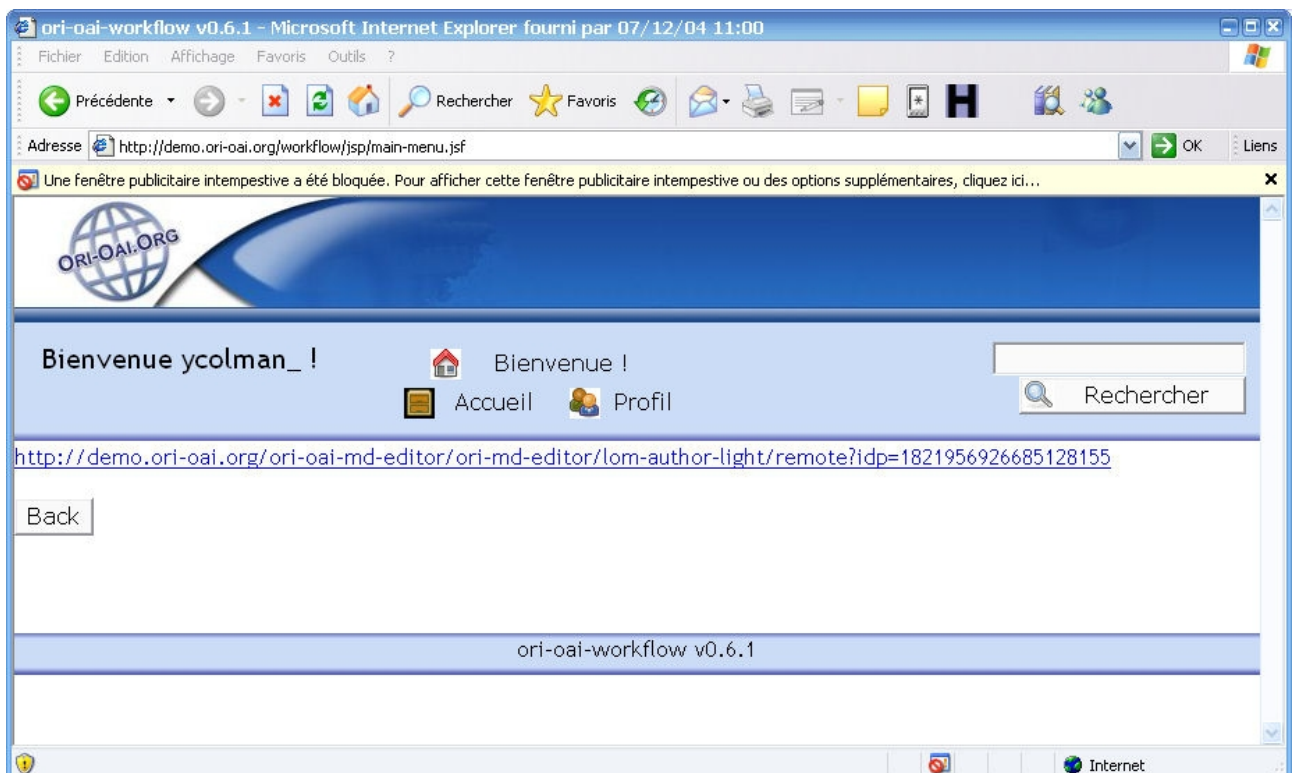 ori-oai-workflow v0.6.1 - Microsoft Internet Explorer fourni par 07/12/04 11:00
Fichier Edition Affichage Favoris Outils ?
Précédente Rechercher Favoris
Adresse http://demo.ori-oai.org/workflow/jsp/main-menu.jsf OK Liens
Une fenêtre publicitaire intempestive a été bloquée. Pour afficher cette fenêtre publicitaire intempestive ou des options supplémentaires, cliquez ici...
ORI-OAI.ORG
Bienvenue ycolman_ ! Bienvenue !
Accueil Profil Rechercher
http://demo.ori-oai.org/ori-oai-md-editor/ori-md-editor/lom-author-light/remote?idp=1821956926685128155
Back
ori-oai-workflow v0.6.1
Internet